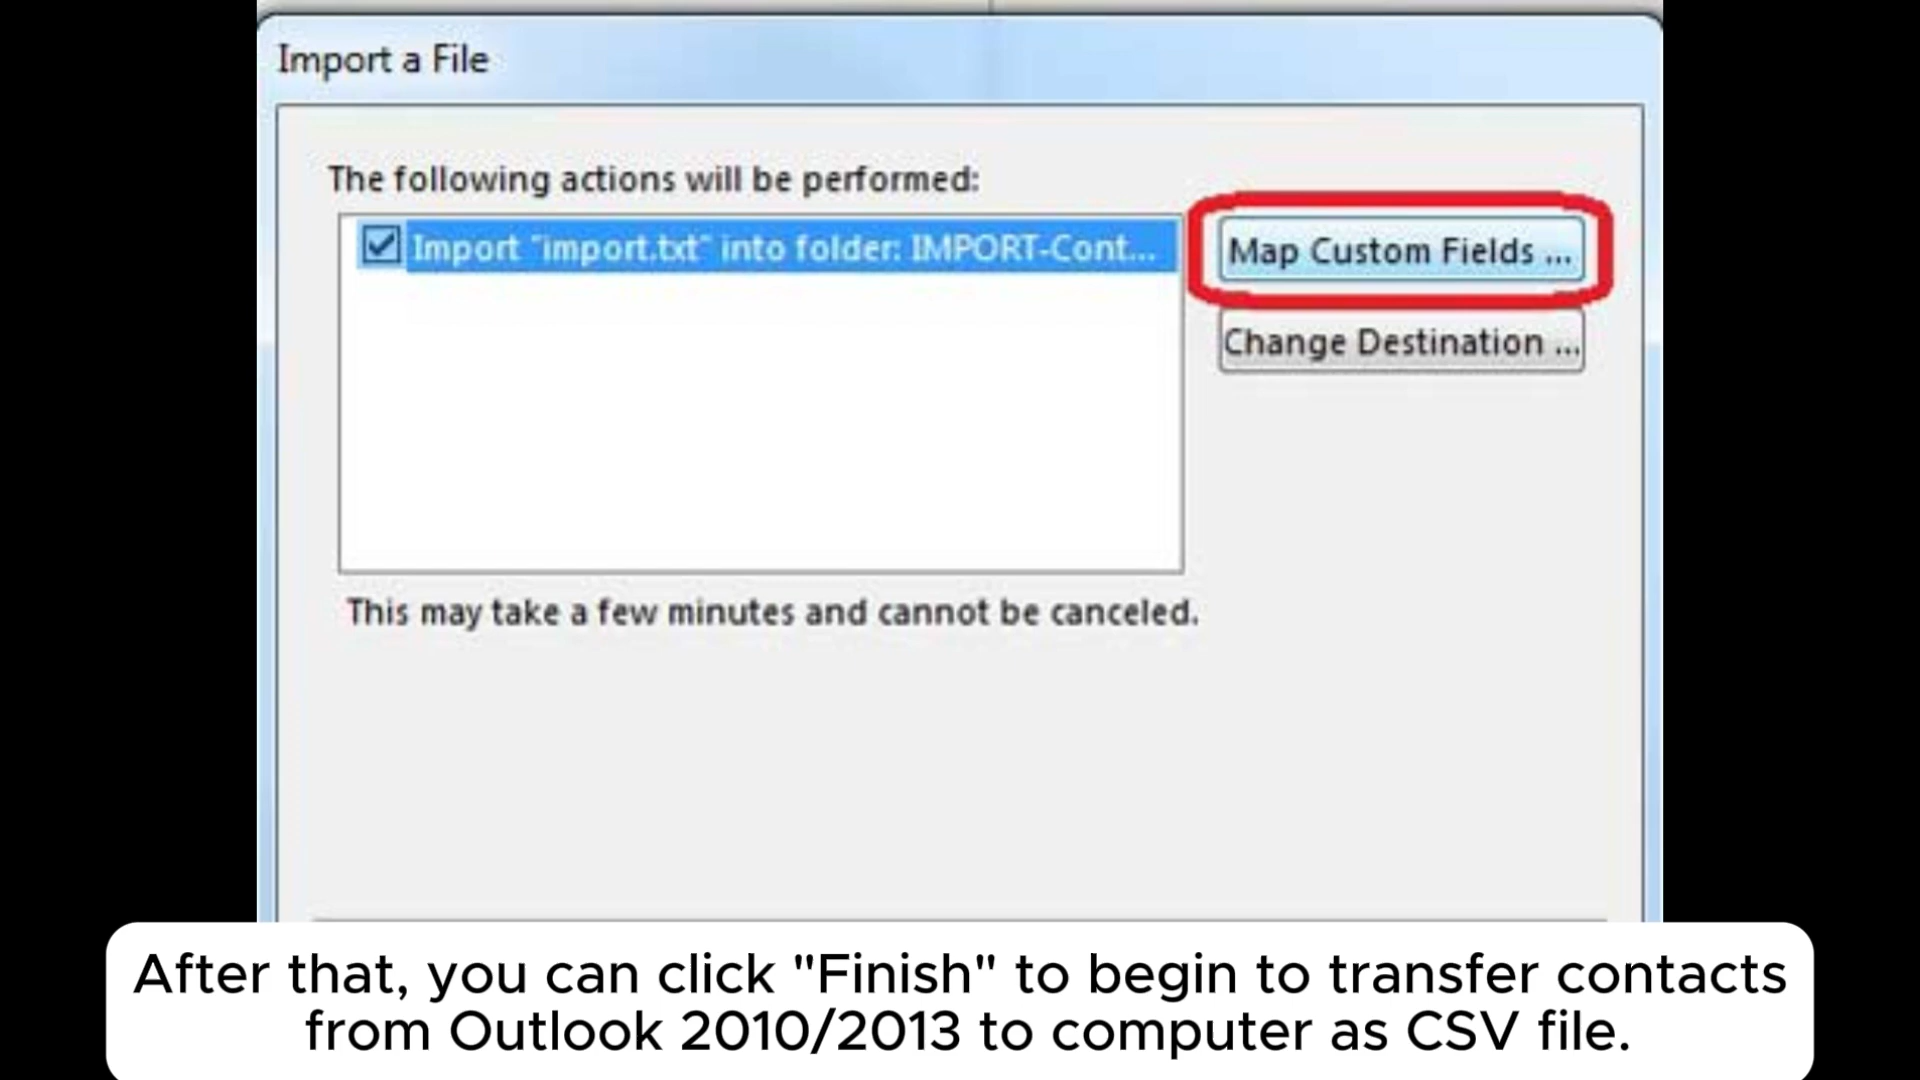 Import a File
The following actions will be performed:
Import "import.txt" into folder: IMPORT-Cont...
Map Custom Fields ...
Change Destination ...
This may take a few minutes and cannot be canceled.
After that, you can click "Finish" to begin to transfer contacts
from Outlook 2010/2013 to computer as CSV file.